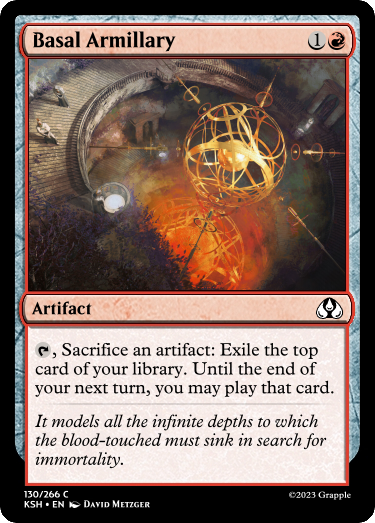 Basal Armillary 1
Artifact
, Sacrifice an artifact: Exile the top
card of your library. Until the end of
your next turn, you may play that card.
It models all the infinite depths to which
the blood-touched must sink in search for
immortality.
130/266 C
KSH • EN David Metzger
©2023 Grapple